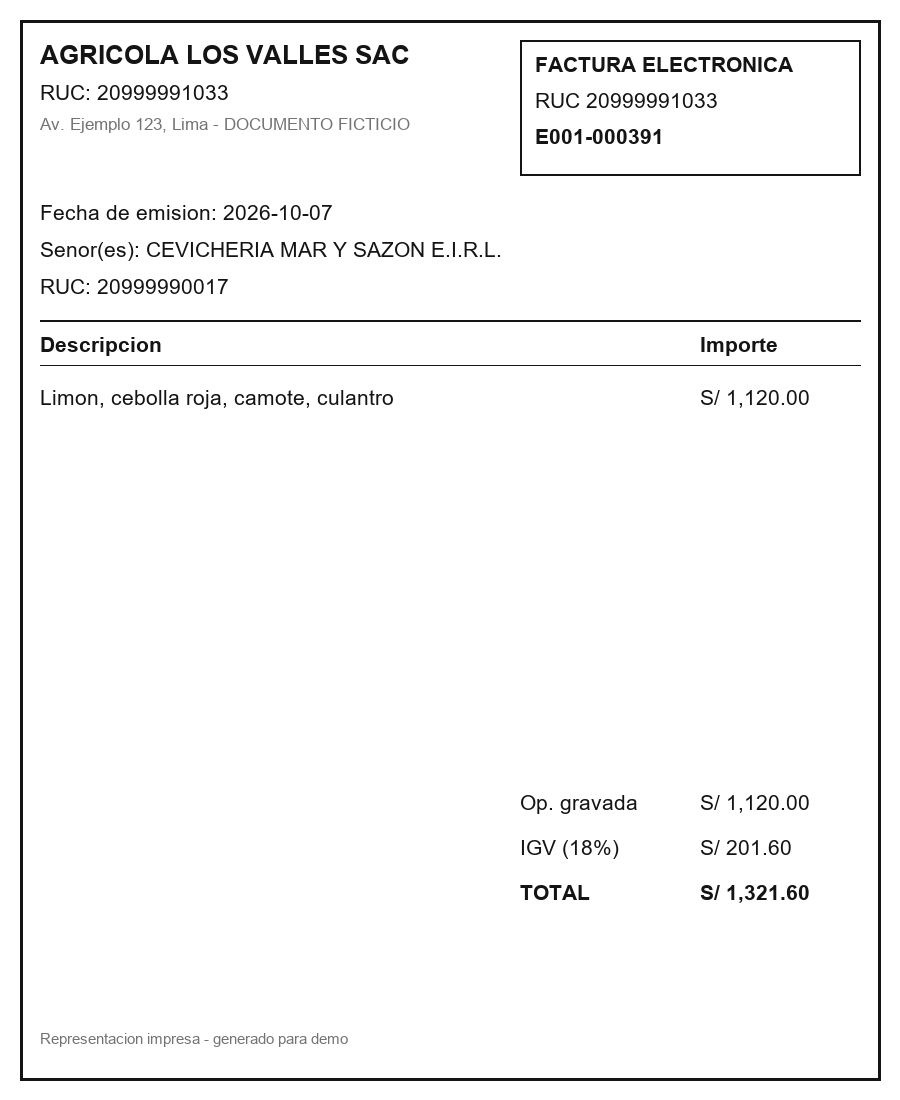 AGRICOLA LOS VALLES SAC
RUC: 20999991033
Av. Ejemplo 123, Lima - DOCUMENTO FICTICIO
FACTURA ELECTRONICA
RUC 20999991033
E001-000391
Fecha de emision: 2026-10-07
Senor(es): CEVICHERIA MAR Y SAZON E.I.R.L.
RUC: 20999990017
Descripcion Importe
Limon, cebolla roja, camote, culantro S/ 1,120.00
Op. gravada S/ 1,120.00
IGV (18%) S/ 201.60
TOTAL S/ 1,321.60
Representacion impresa - generado para demo